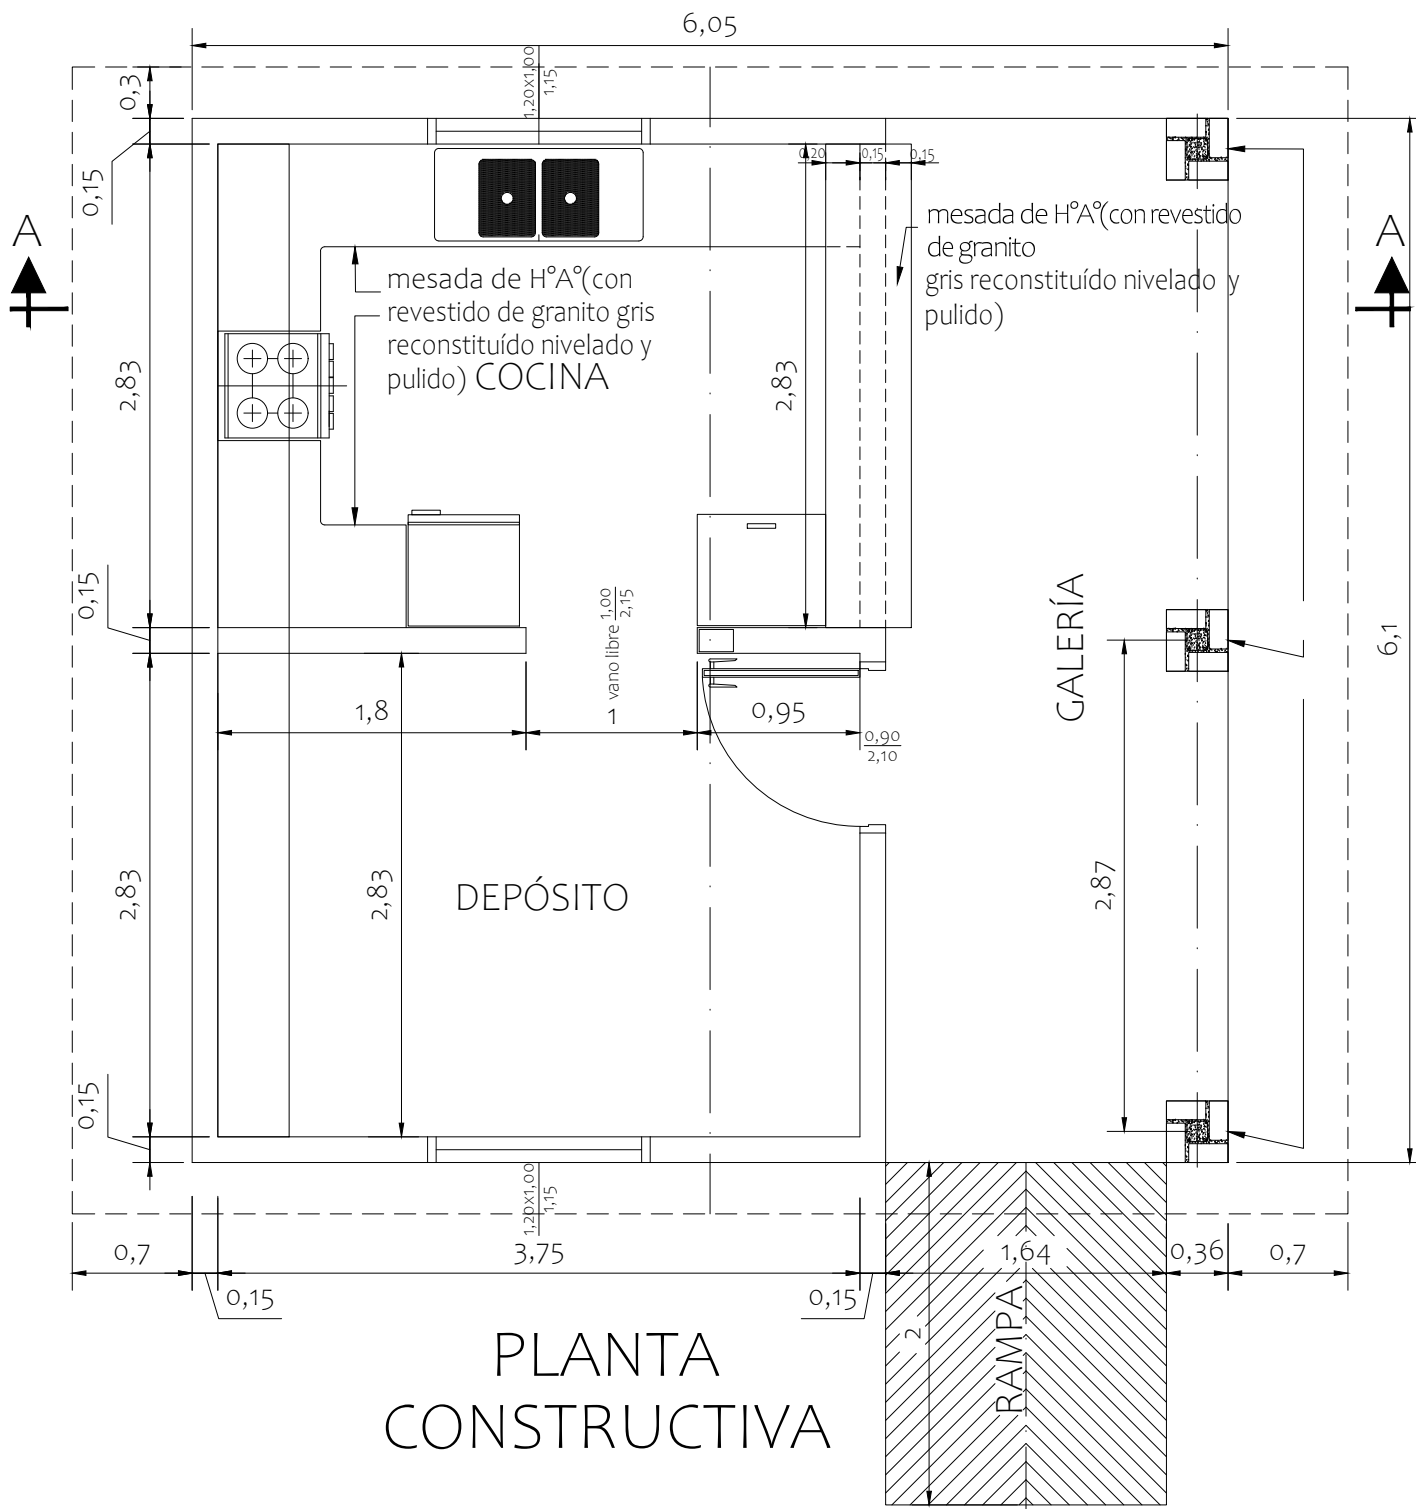 6,05
0,3
1,20x1,00
1,15
0,15
0,20
0,15
0,15
A
A
mesada de H°A°(con revestido
de granito
gris reconstituído nivelado y
pulido)
mesada de H°A°(con
revestido de granito gris
reconstituído nivelado y
pulido) COCINA
2,83
2,83
0,15
vano libre 1,00
2,15
1
GALERÍA
6,1
1,8
0,95
0,90
2,10
2,83
2,83
DEPÓSITO
2,87
0,15
1,20x1,00
1,15
0,7
3,75
1,64
0,36
0,7
0,15
0,15
2
RAMPA
PLANTA
CONSTRUCTIVA